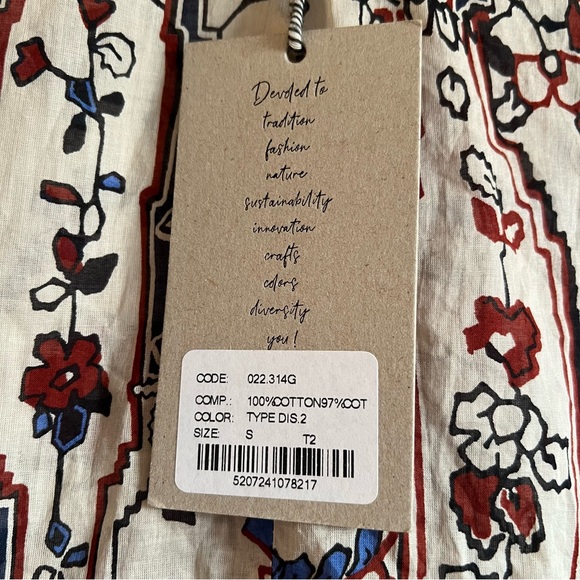 Devoled to
tradition
fashion
nature
sustainability
innovation
crafts
colors
diversity
you!
CODE: 022.314G
COMP.: 100%COTTON97%COT
COLOR: TYPE DIS.2
SIZE: S T2
5207241078217